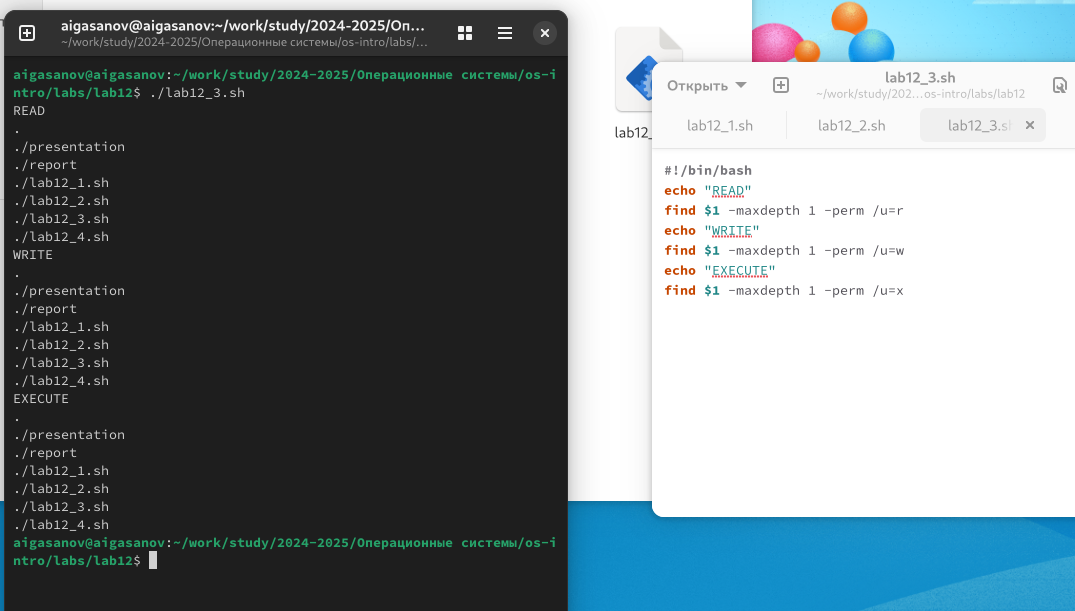 aigasanov@aigasanov:~/work/study/2024-2025/Оп...
~/work/study/2024-2025/Операционные системы/os-intro/labs/...
aigasanov@aigasanov:~/work/study/2024-2025/Операционные системы/os-i
ntro/labs/lab12$ ./lab12_3.sh
READ
.
./presentation
./report
./lab12_1.sh
./lab12_2.sh
./lab12_3.sh
./lab12_4.sh
WRITE
.
./presentation
./report
./lab12_1.sh
./lab12_2.sh
./lab12_3.sh
./lab12_4.sh
EXECUTE
.
./presentation
./report
./lab12_1.sh
./lab12_2.sh
./lab12_3.sh
./lab12_4.sh
aigasanov@aigasanov:~/work/study/2024-2025/Операционные системы/os-i
ntro/labs/lab12$
lab12_
Открыть
lab12_3.sh
~/work/study/202...os-intro/labs/lab12
lab12_1.sh
lab12_2.sh
lab12_3.sh
#!/bin/bash
echo "READ"
find $1 -maxdepth 1 -perm /u=r
echo "WRITE"
find $1 -maxdepth 1 -perm /u=w
echo "EXECUTE"
find $1 -maxdepth 1 -perm /u=x